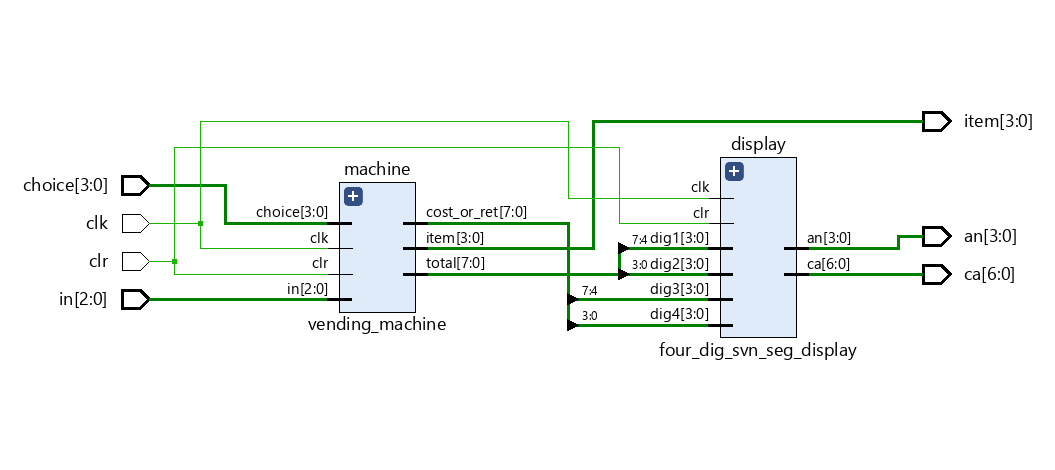 choice[3:0]
clk
clr
in[2:0]
machine
choice[3:0]
clk
clr
in[2:0]
cost_or_ret[7:0]
item[3:0]
total[7:0]
vending_machine
7:4
3:0
7:4
3:0
display
clk
clr
dig1[3:0]
dig2[3:0]
dig3[3:0]
dig4[3:0]
an[3:0]
ca[6:0]
four_dig_svn_seg_display
item[3:0]
an[3:0]
ca[6:0]